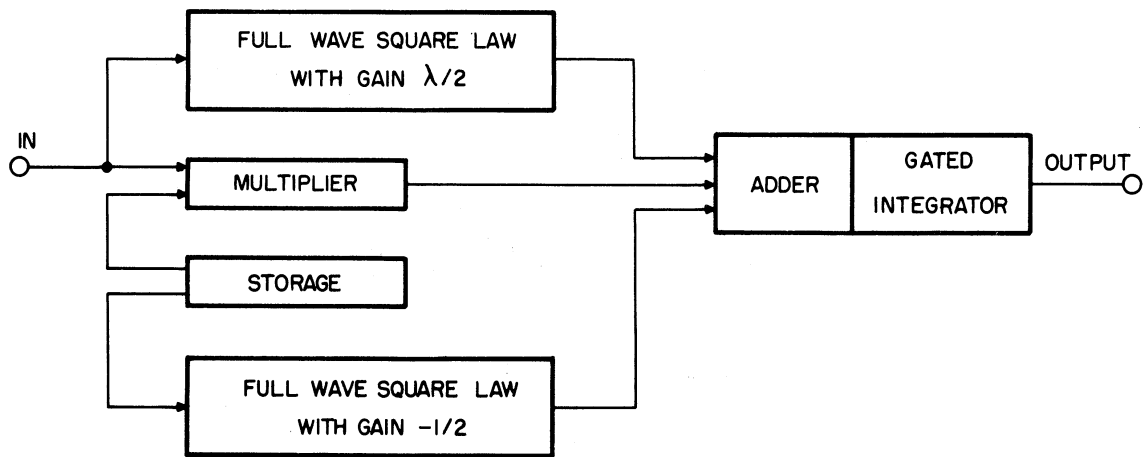 FULL WAVE SQUARE LAW
WITH GAIN λ/2
IN
MULTIPLIER
STORAGE
FULL WAVE SQUARE LAW
WITH GAIN -1/2
ADDER
GATED
INTEGRATOR
OUTPUT